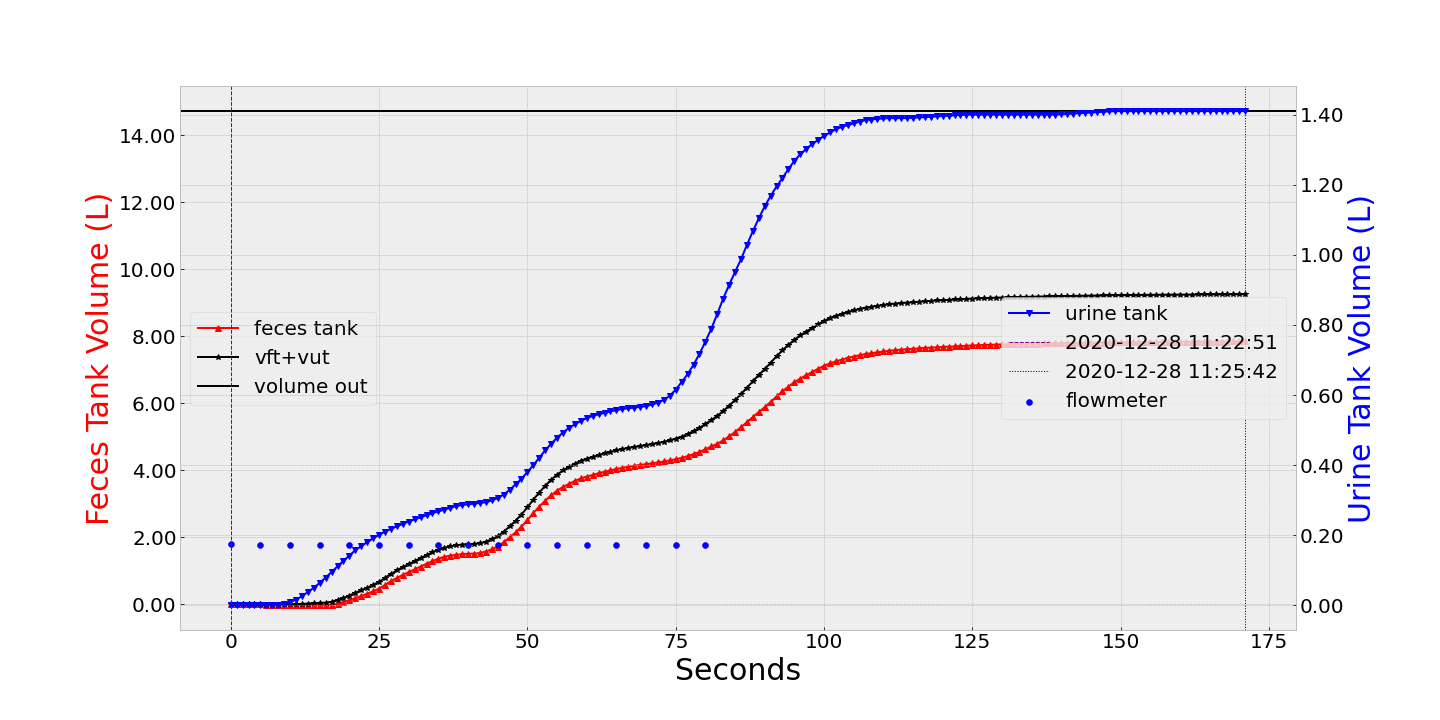 Feces Tank Volume (L)
14.00
12.00
10.00
8.00
6.00
4.00
2.00
0.00
feces tank
vft+vut
volume out
urine tank
2020-12-28 11:22:51
2020-12-28 11:25:42
flowmeter
1.40
1.20
1.00
0.80
0.60
0.40
0.20
0.00
Urine Tank Volume (L)
0 25 50 75 100 125 150 175
Seconds